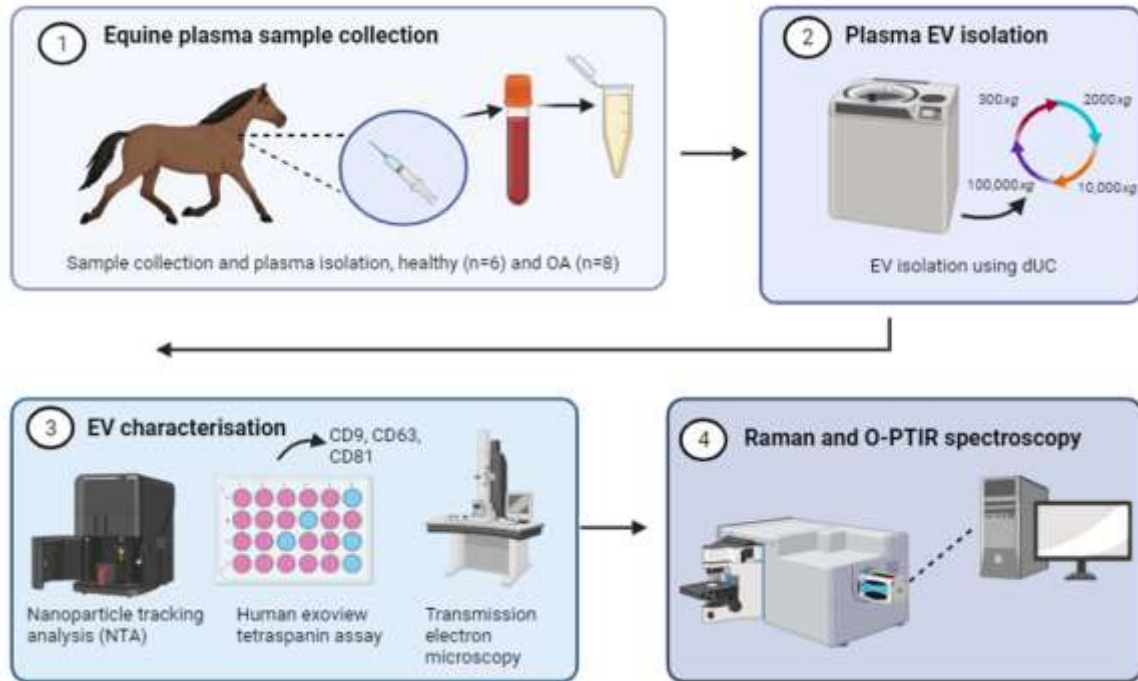 1 Equine plasma sample collection
Sample collection and plasma isolation, healthy (n=6) and OA (n=8)
2 Plasma EV isolation
300xg 2000xg
100,000xg 10,000xg
EV isolation using dUC
3 EV characterisation
CD9, CD63,
CD81
Nanoparticle tracking
analysis (NTA)
Human exoview
tetraspanin assay
Transmission
electron
microscopy
4 Raman and O-PTIR spectroscopy